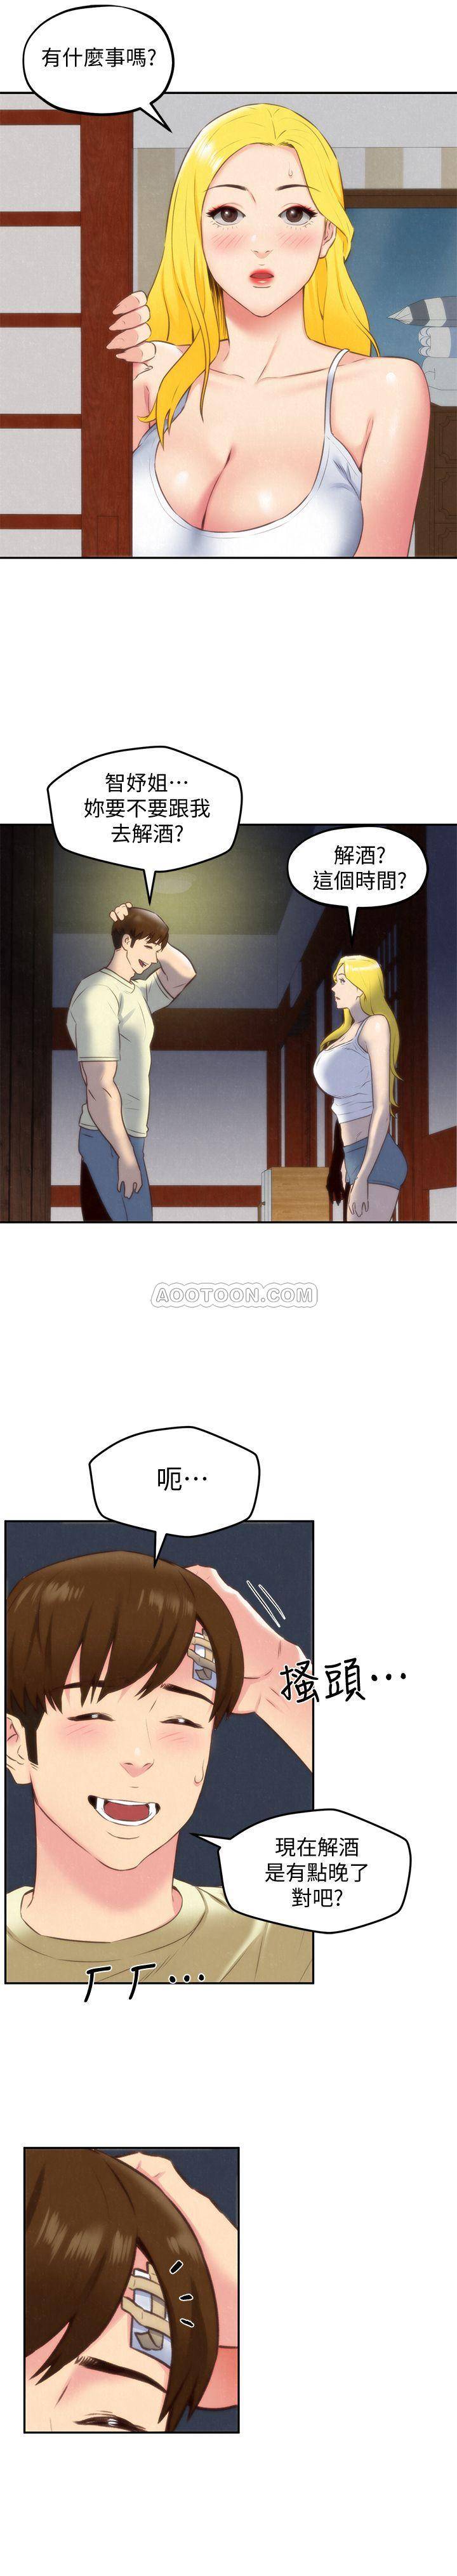 有什麼事嗎?
智妤姐…
妳要不要跟我
去解酒?
解酒?
這個時間?
AOOTOON.COM
呃…
搔頭…
現在解酒
是有點晚了
對吧?
ㄏㄏ…